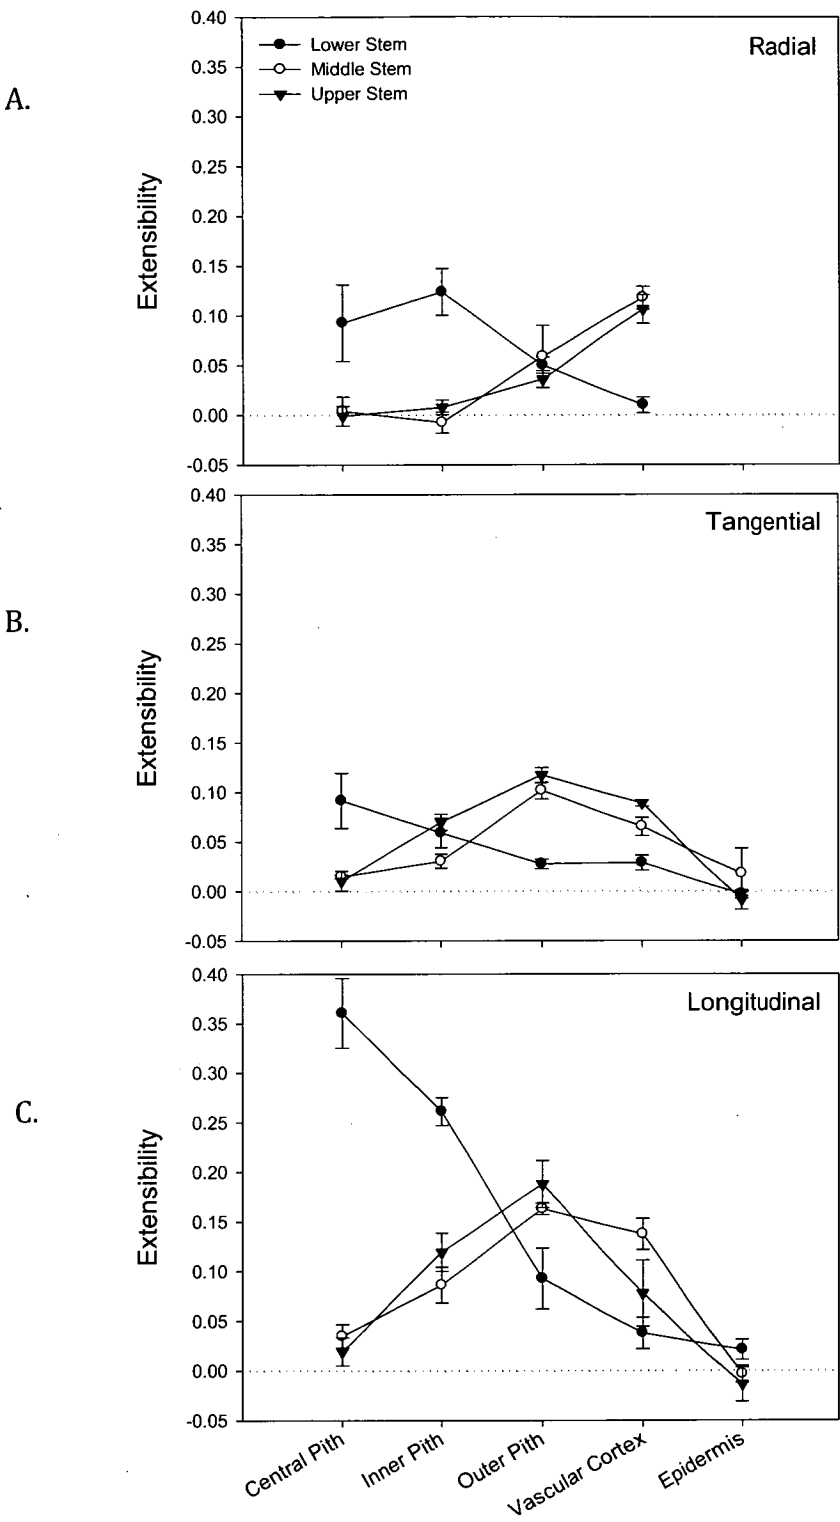 A.
Radial
Lower Stem
Middle Stem
Upper Stem
Extensibility
0.40
0.35
0.30
0.25
0.20
0.15
0.10
0.05
0.00
-0.05
B.
Tangential
Extensibility
0.40
0.35
0.30
0.25
0.20
0.15
0.10
0.05
0.00
-0.05
C.
Longitudinal
Extensibility
0.40
0.35
0.30
0.25
0.20
0.15
0.10
0.05
0.00
-0.05
Central Pith
Inner Pith
Outer Pith
Vascular Cortex
Epidermis